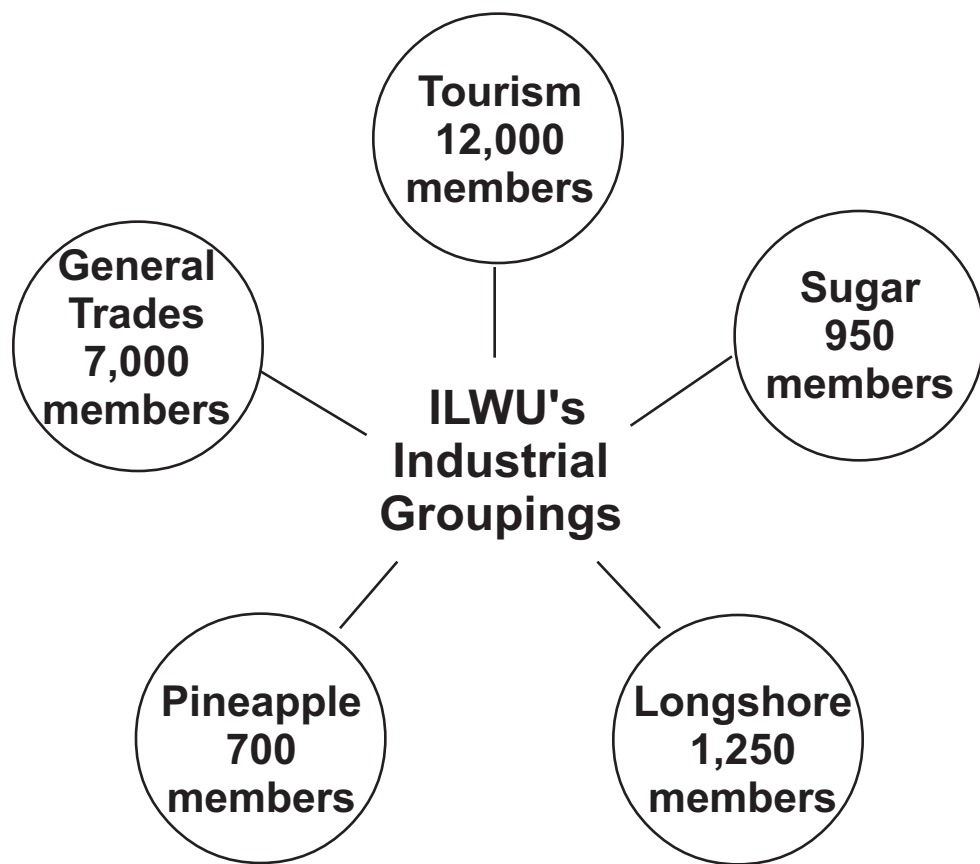 Tourism
12,000
members
General
Trades
7,000
members
Sugar
950
members
ILWU's
Industrial
Groupings
Pineapple
700
members
Longshore
1,250
members